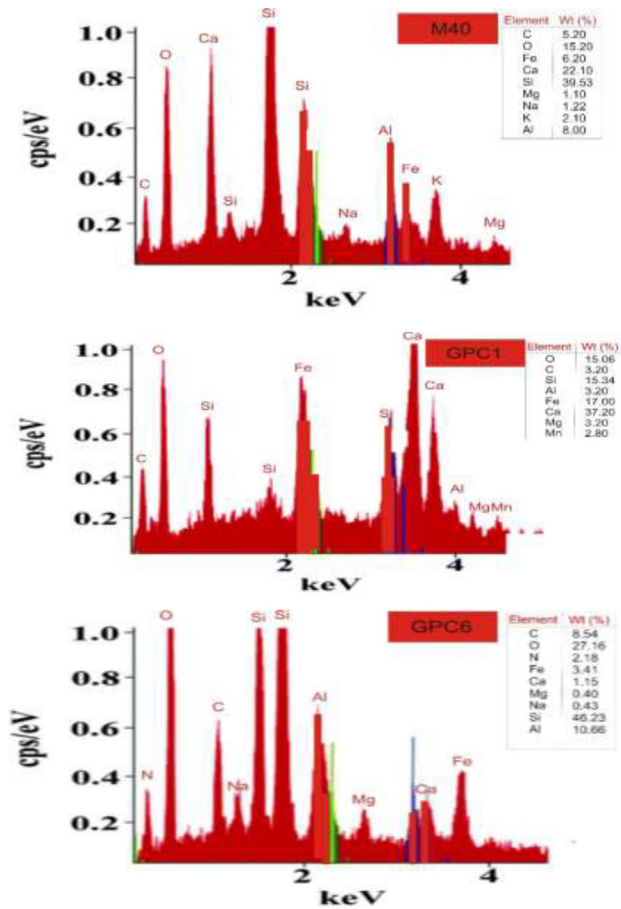 M40
Element Wt (%)
C 5.20
O 15.20
Fe 6.20
Ca 22.10
Si 39.53
Mg 1.10
Na 1.22
K 2.10
Al 8.00
cps/eV
1.0
0.8
0.6
0.4
0.2
C
O
Ca
Si
Si
Si
Na
Al
Fe
K
Mg
2
4
keV
GPC1
Element Wt (%)
O 15.06
C 3.20
Si 15.34
Al 3.20
Fe 17.00
Ca 37.20
Mg 3.20
Mn 2.80
cps/eV
1.0
0.8
0.6
0.4
0.2
C
O
Si
Si
Fe
Si
Ca
Ca
Al
Mg
Mn
2
4
keV
GPC6
Element Wt (%)
C 8.54
O 27.16
N 2.18
Fe 3.41
Ca 1.15
Mg 0.40
Na 0.43
Si 46.23
Al 10.66
cps/eV
1.0
0.8
0.6
0.4
0.2
N
O
C
Na
Si
Si
Al
Mg
Ca
Fe
2
4
keV